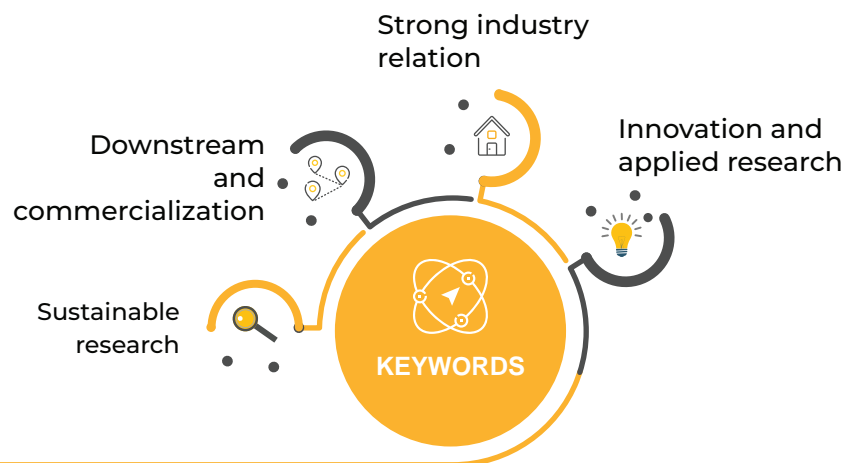 Strong industry
relation
Innovation and
applied research
Downstream
and
commercialization
Sustainable
research
KEYWORDS